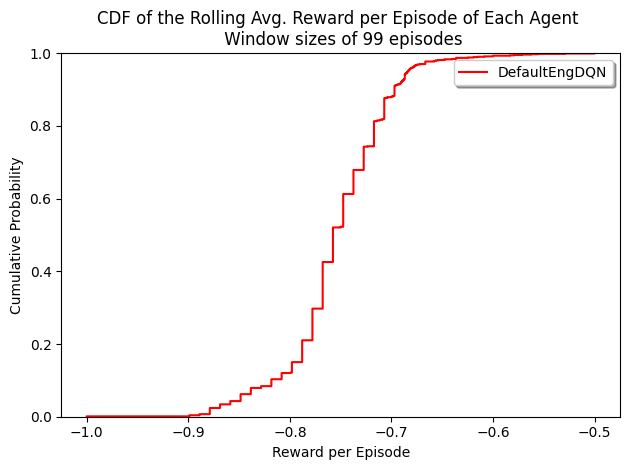 CDF of the Rolling Avg. Reward per Episode of Each Agent
Window sizes of 99 episodes
DefaultEngDQN
Cumulative Probability
1.0
0.8
0.6
0.4
0.2
0.0
−1.0 −0.9 −0.8 −0.7 −0.6 −0.5
Reward per Episode